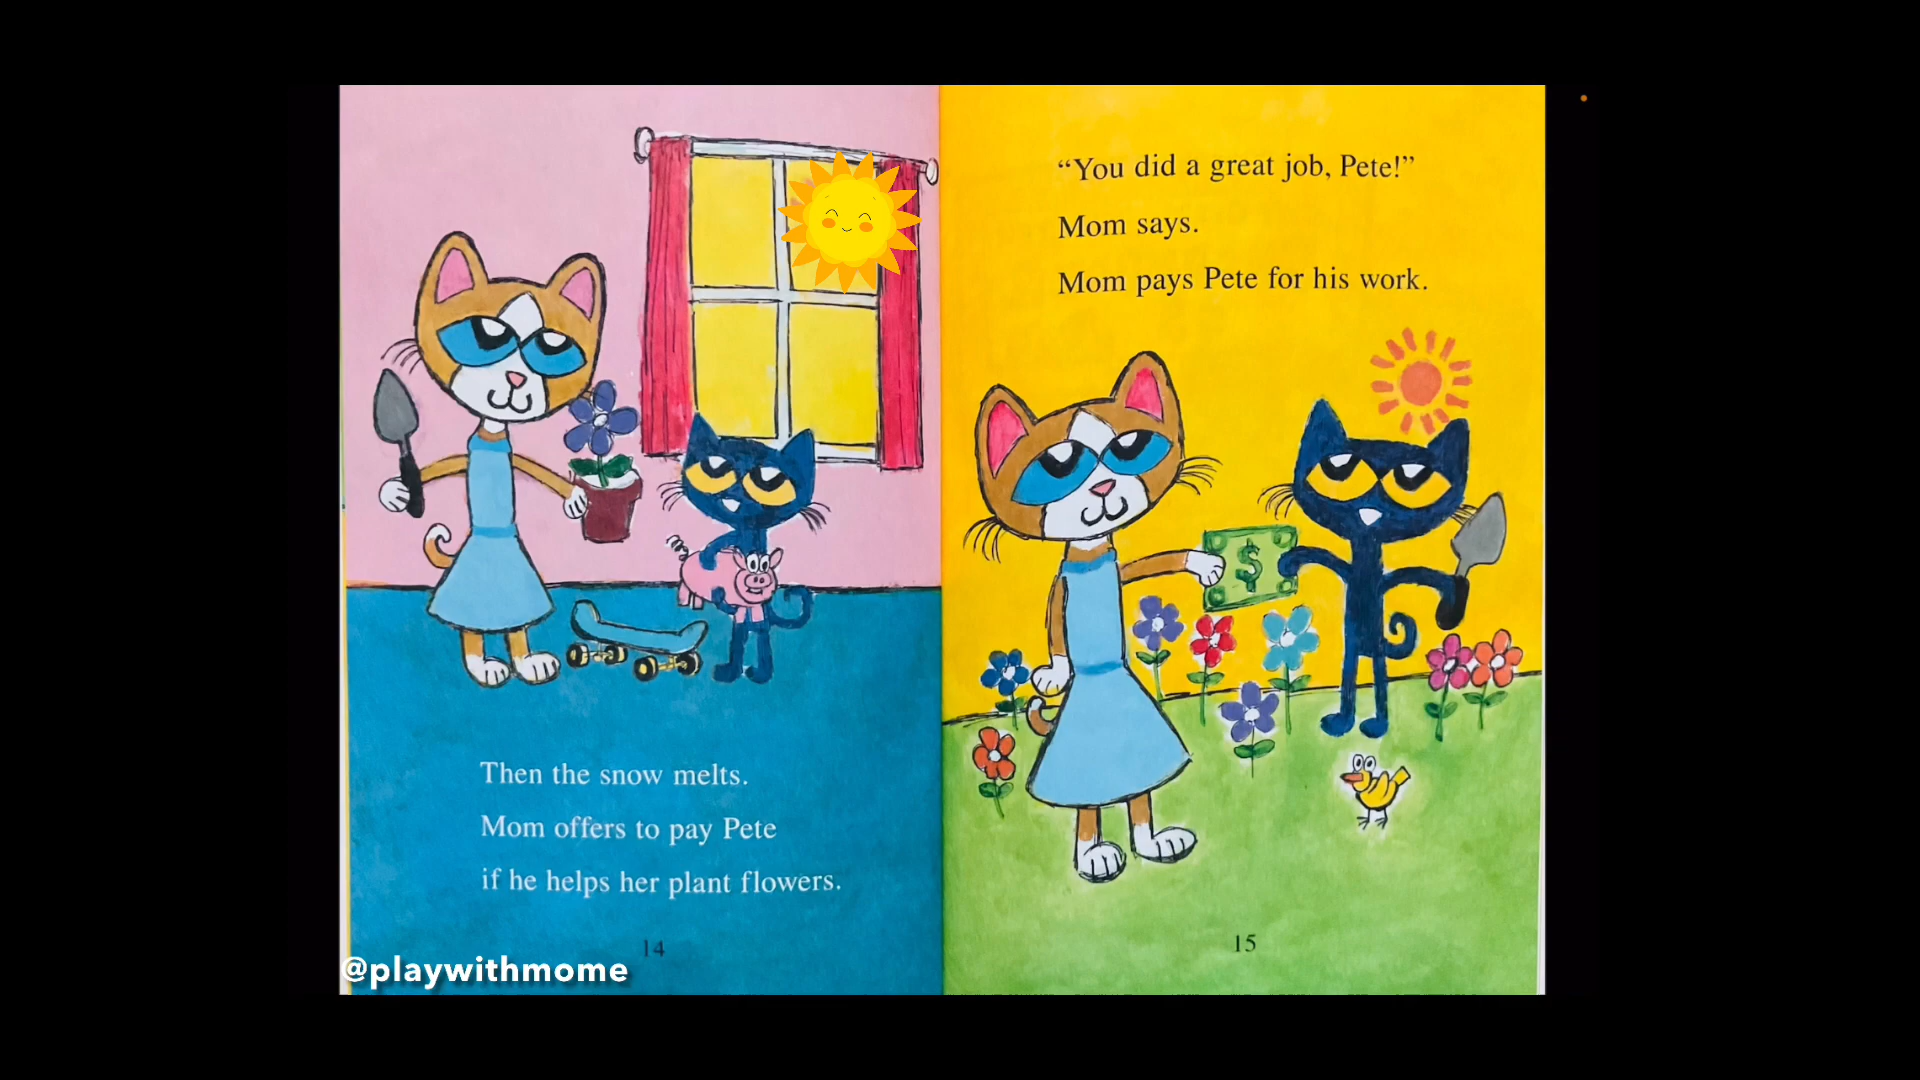 Then the snow melts.
Mom offers to pay Pete
if he helps her plant flowers.
14
@playwithmome
“You did a great job, Pete!”
Mom says.
Mom pays Pete for his work.
$
15